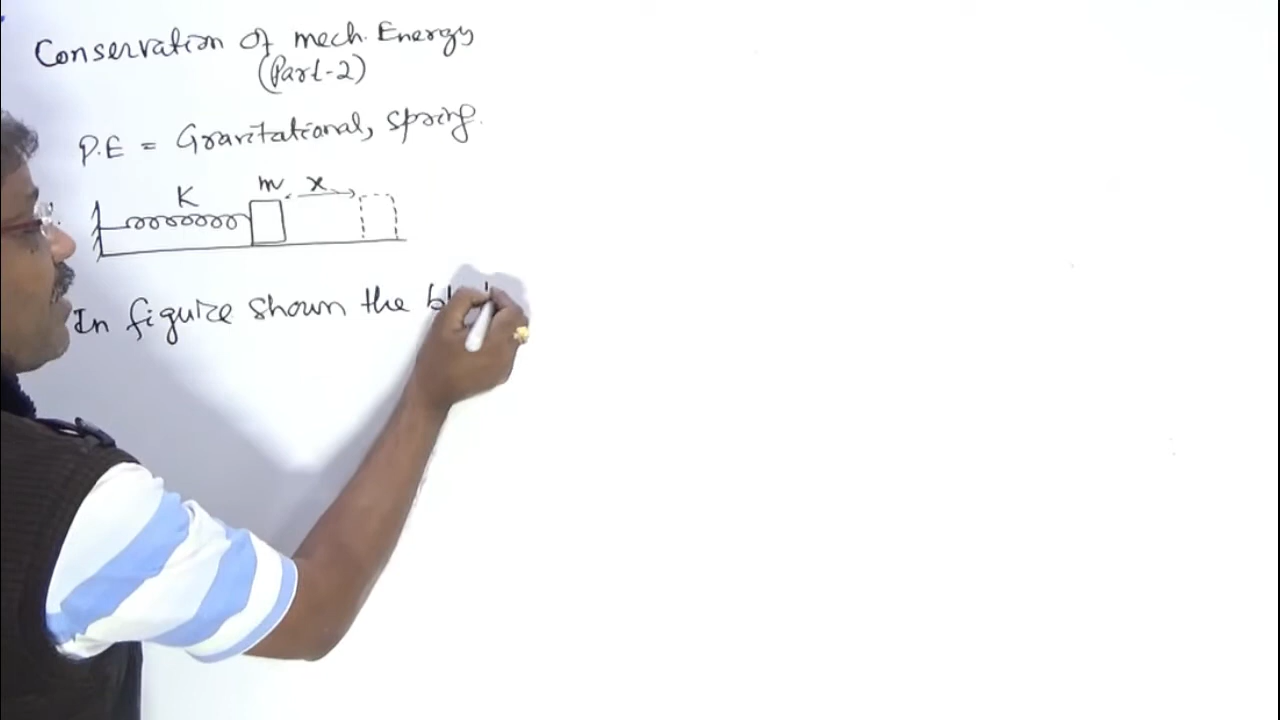 Conservation of mech. Energy
(Part-2)
P.E = Gravitational, spring.
K m x
In figure shown the